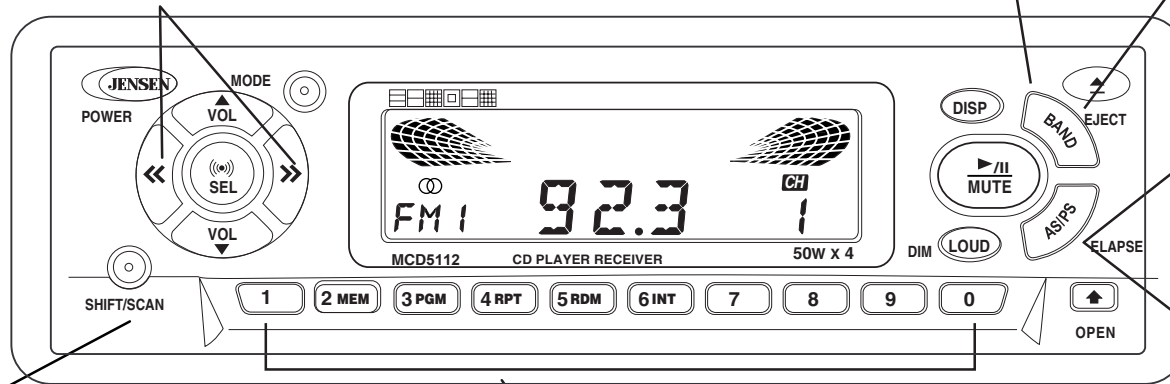 JENSEN
POWER
MODE
VOL
SEL
VOL
SHIFT/SCAN
FM 1
92.3
CH
1
MCD5112
CD PLAYER RECEIVER
50W X 4
DISP
BAND
EJECT
MUTE
AS/PS
DIM
LOUD
ELAPSE
1
2 MEM
3 PGM
4 RPT
5 RDM
6 INT
7
8
9
0
OPEN